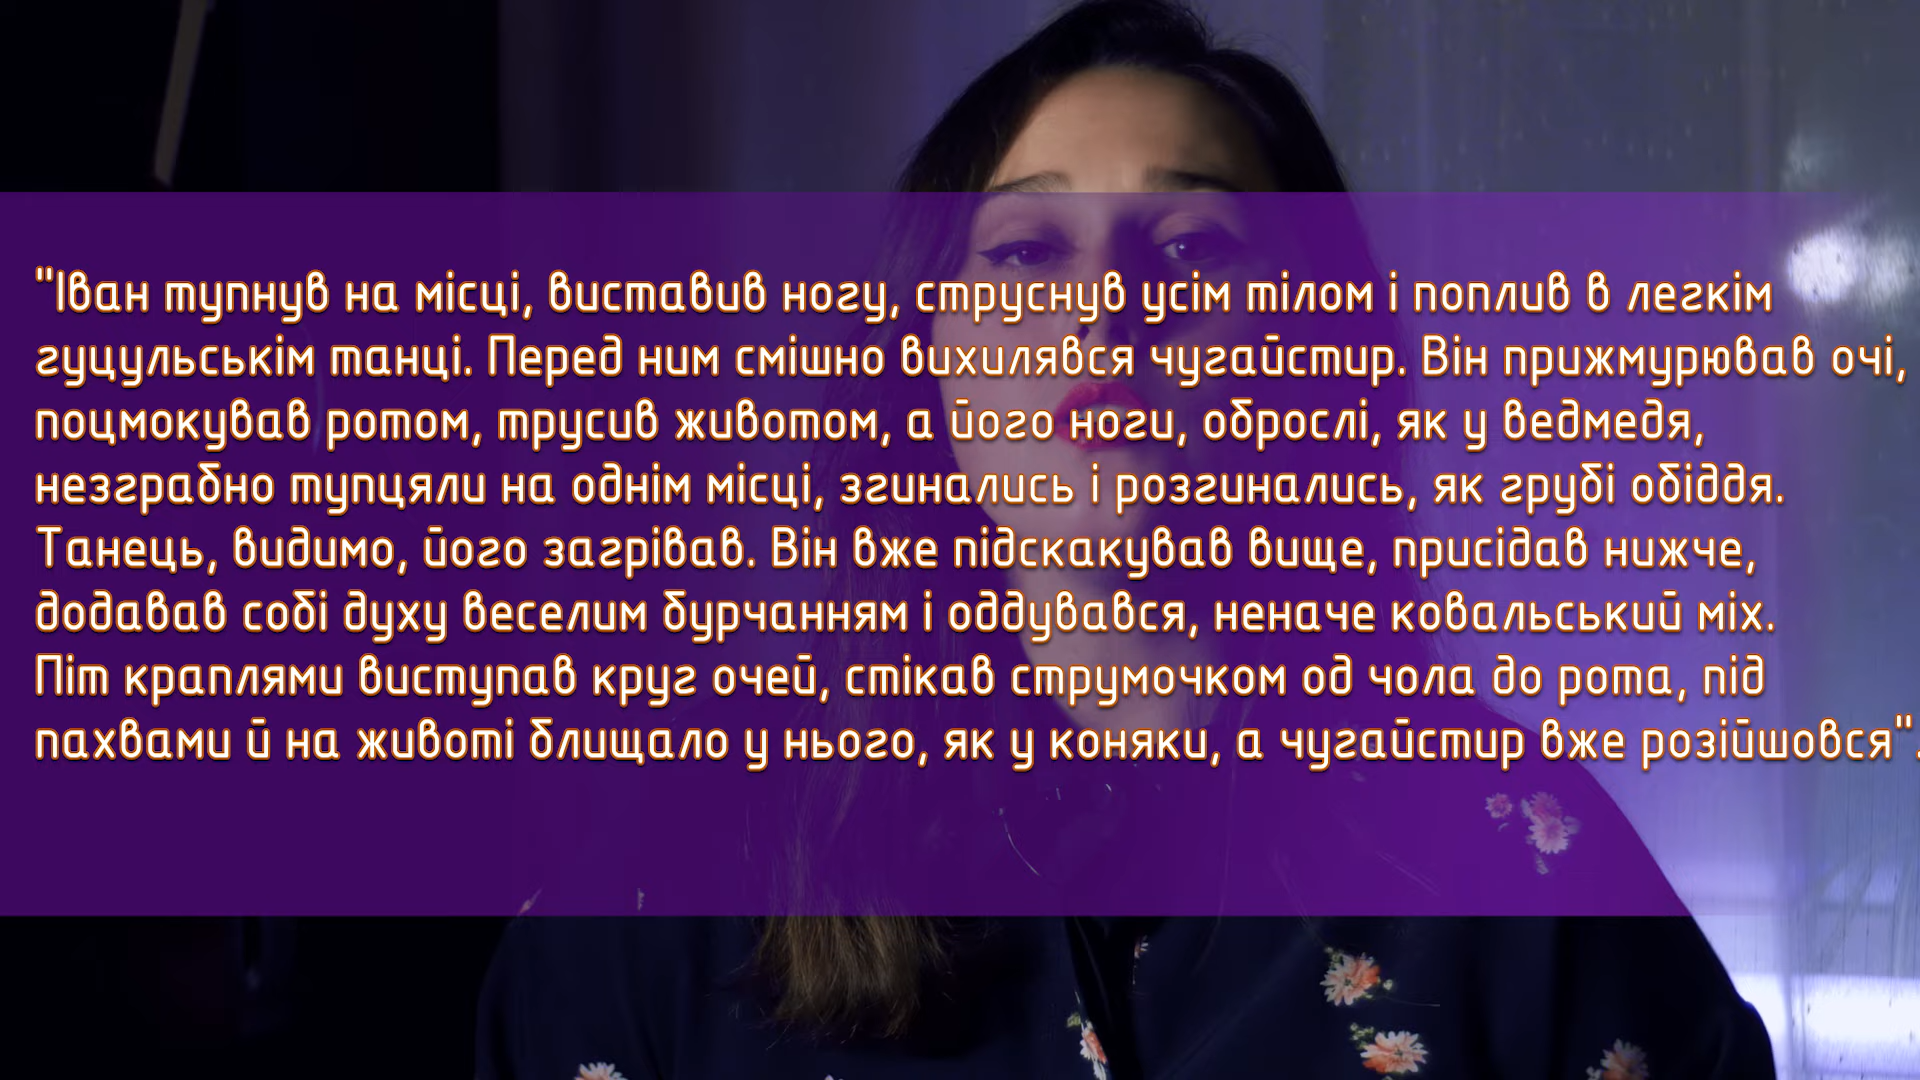 "Іван тупнув на місці, виставив ногу, струснув усім тілом і поплив в легкім
гуцульськім танці. Перед ним смішно вихилявся чугайстир. Він прижмурював очі,
поцмокував ротом, трусив животом, а його ноги, оброслі, як у ведмедя,
незграбно тупцяли на однім місці, згинались і розгинались, як грубі обіддя.
Танець, видимо, його загрівав. Він вже підскакував вище, присідав нижче,
додавав собі духу веселим бурчанням і оддувався, неначе ковальський міх.
Піт краплями виступав круг очей, стікав струмочком од чола до рота, під
пахвами й на животі блищало у нього, як у коняки, а чугайстир вже розійшовся".